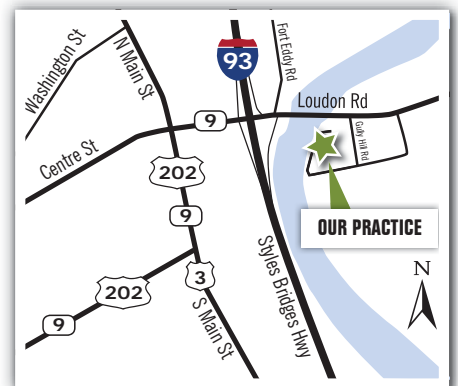 Washington St
N Main St
93
Fort Eddy Rd
Loudon Rd
9
Gully Hill Rd
Centre St
202
9
OUR PRACTICE
N
3
202
9
S Main St
Styles Bridges Hwy